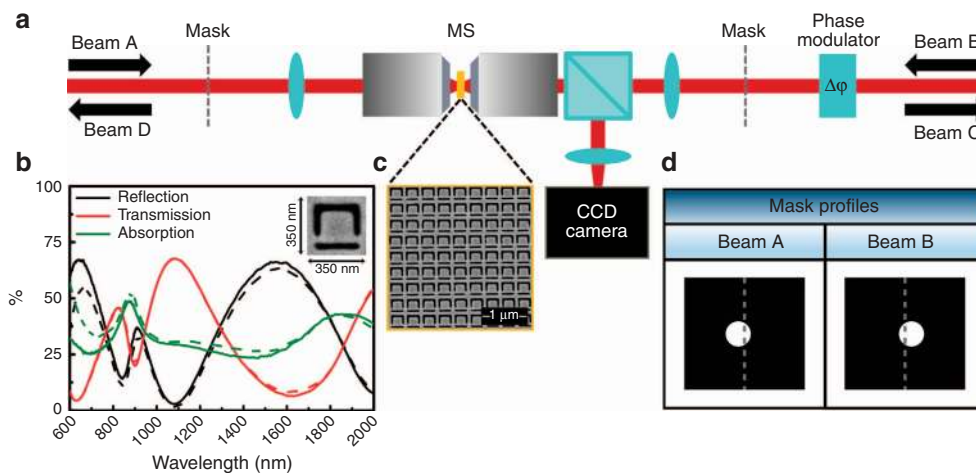 a
Beam A
Mask
MS
Mask
Phase
modulator
Δφ
Beam B
Beam D
Beam C
b
100
75
50
25
0
%
Reflection
Transmission
Absorption
350 nm
350 nm
600
800
1000
1200
1400
1600
1800
2000
Wavelength (nm)
c
1 μm
CCD
camera
d
Mask profiles
Beam A
Beam B